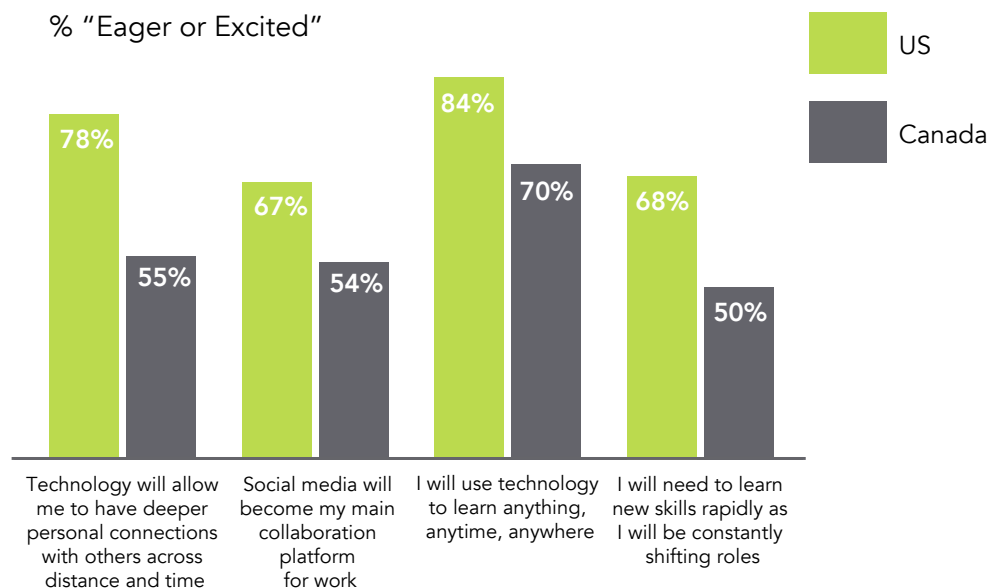 % “Eager or Excited”
US
Canada
78%
55%
67%
54%
84%
70%
68%
50%
Technology will allow
me to have deeper
personal connections
with others across
distance and time
Social media will
become my main
collaboration
platform
for work
I will use technology
to learn anything,
anytime, anywhere
I will need to learn
new skills rapidly as
I will be constantly
shifting roles